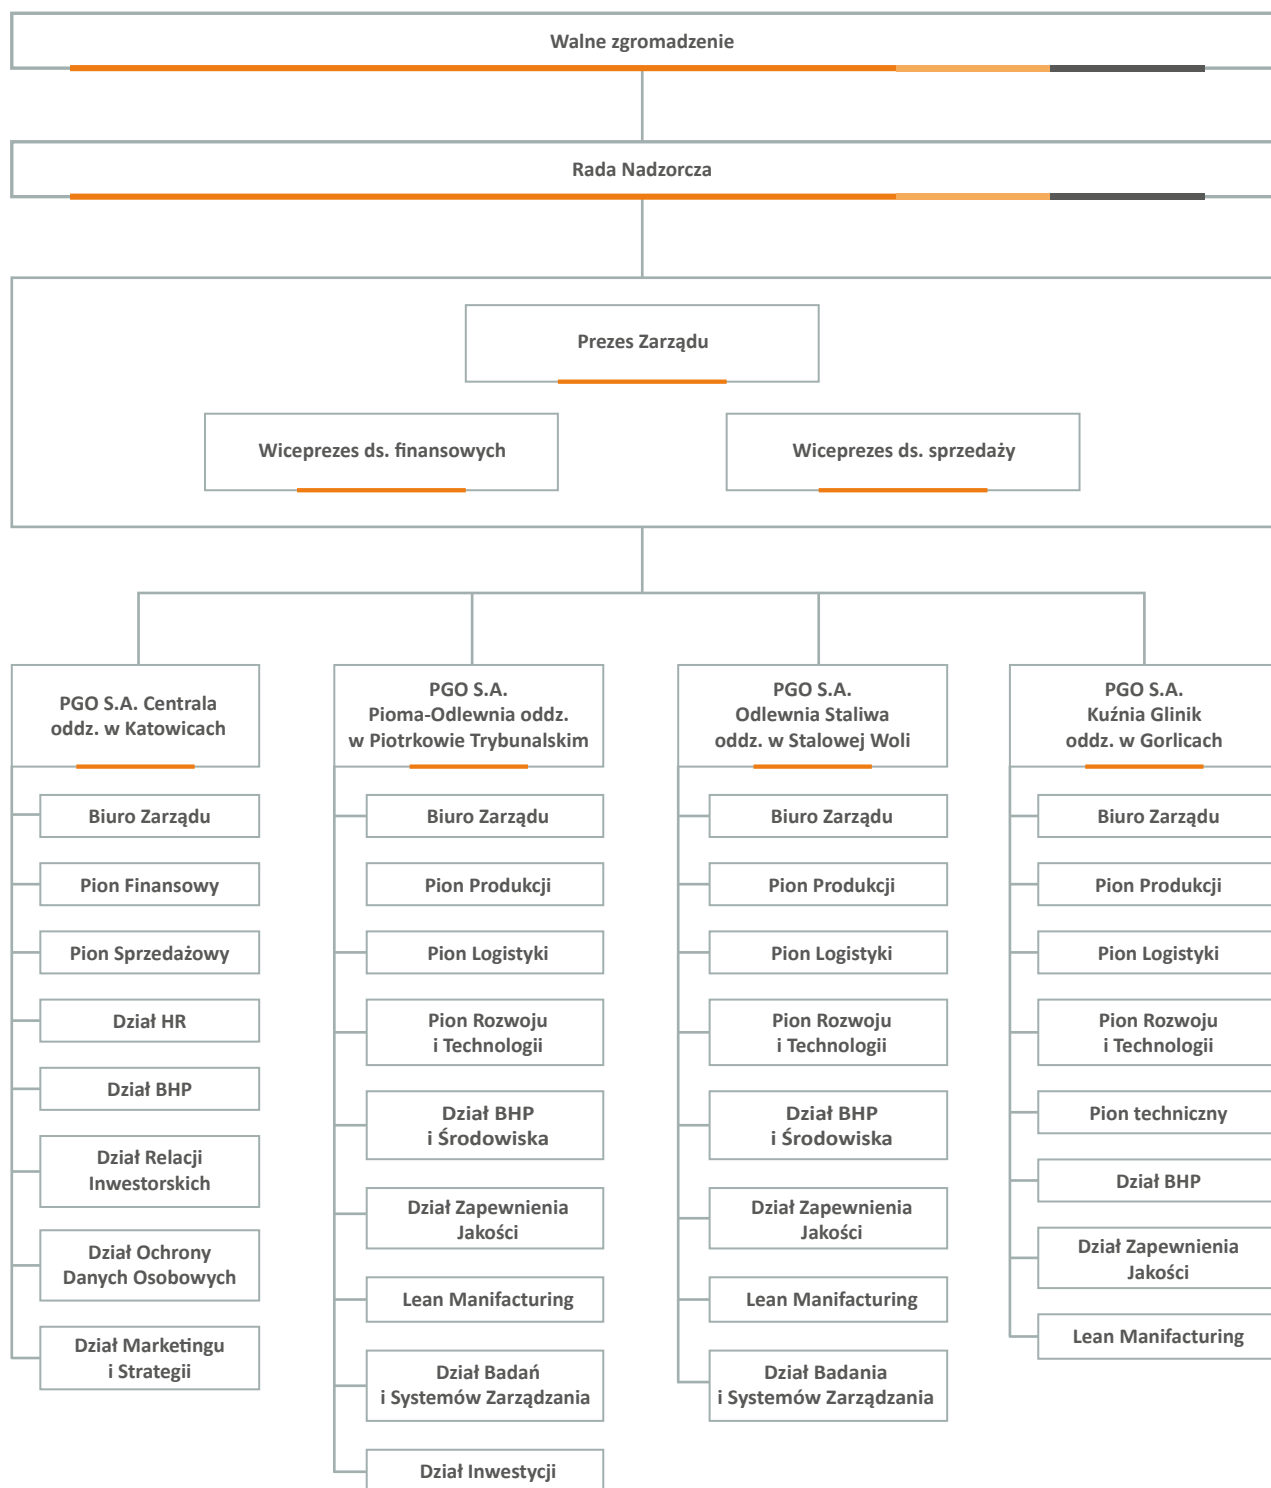 Walne zgromadzenie
Rada Nadzorcza
Prezes Zarządu
Wiceprezes ds. finansowych
Wiceprezes ds. sprzedaży
PGO S.A. Centrala
oddz. w Katowicach
Biuro Zarządu
Pion Finansowy
Pion Sprzedażowy
Dział HR
Dział BHP
Dział Relacji
Inwestorskich
Dział Ochrony
Danych Osobowych
Dział Marketingu
i Strategii
PGO S.A.
Pioma-Odlewnia oddz.
w Piotrkowie Trybunalskim
Biuro Zarządu
Pion Produkcji
Pion Logistyki
Pion Rozwoju
i Technologii
Dział BHP
i Środowiska
Dział Zapewnienia
Jakości
Lean Manifacturing
Dział Badań
i Systemów Zarządzania
Dział Inwestycji
PGO S.A.
Odlewnia Staliwa
oddz. w Stalowej Woli
Biuro Zarządu
Pion Produkcji
Pion Logistyki
Pion Rozwoju
i Technologii
Dział BHP
i Środowiska
Dział Zapewnienia
Jakości
Lean Manifacturing
Dział Badania
i Systemów Zarządzania
PGO S.A.
Kuźnia Glinik
oddz. w Gorlicach
Biuro Zarządu
Pion Produkcji
Pion Logistyki
Pion Rozwoju
i Technologii
Pion techniczny
Dział BHP
Dział Zapewnienia
Jakości
Lean Manifacturing